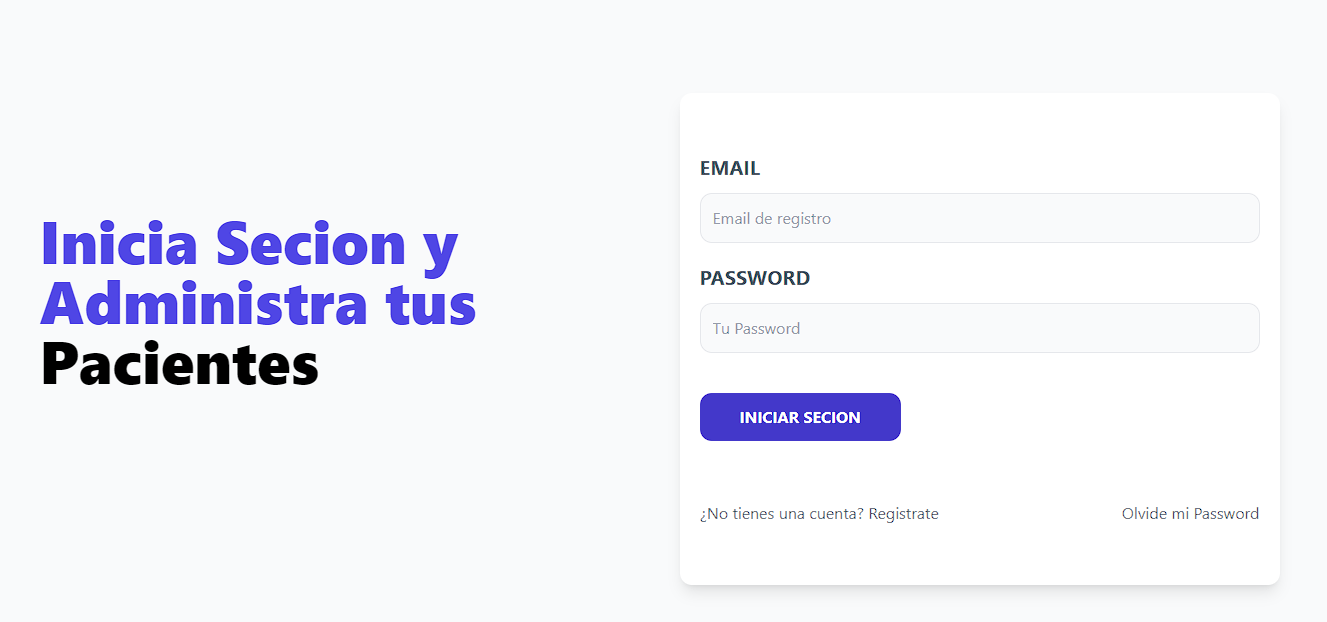 Inicia Secion y
Administra tus
Pacientes
EMAIL
Email de registro
PASSWORD
Tu Password
INICIAR SECION
¿No tienes una cuenta? Registrate
Olvide mi Password